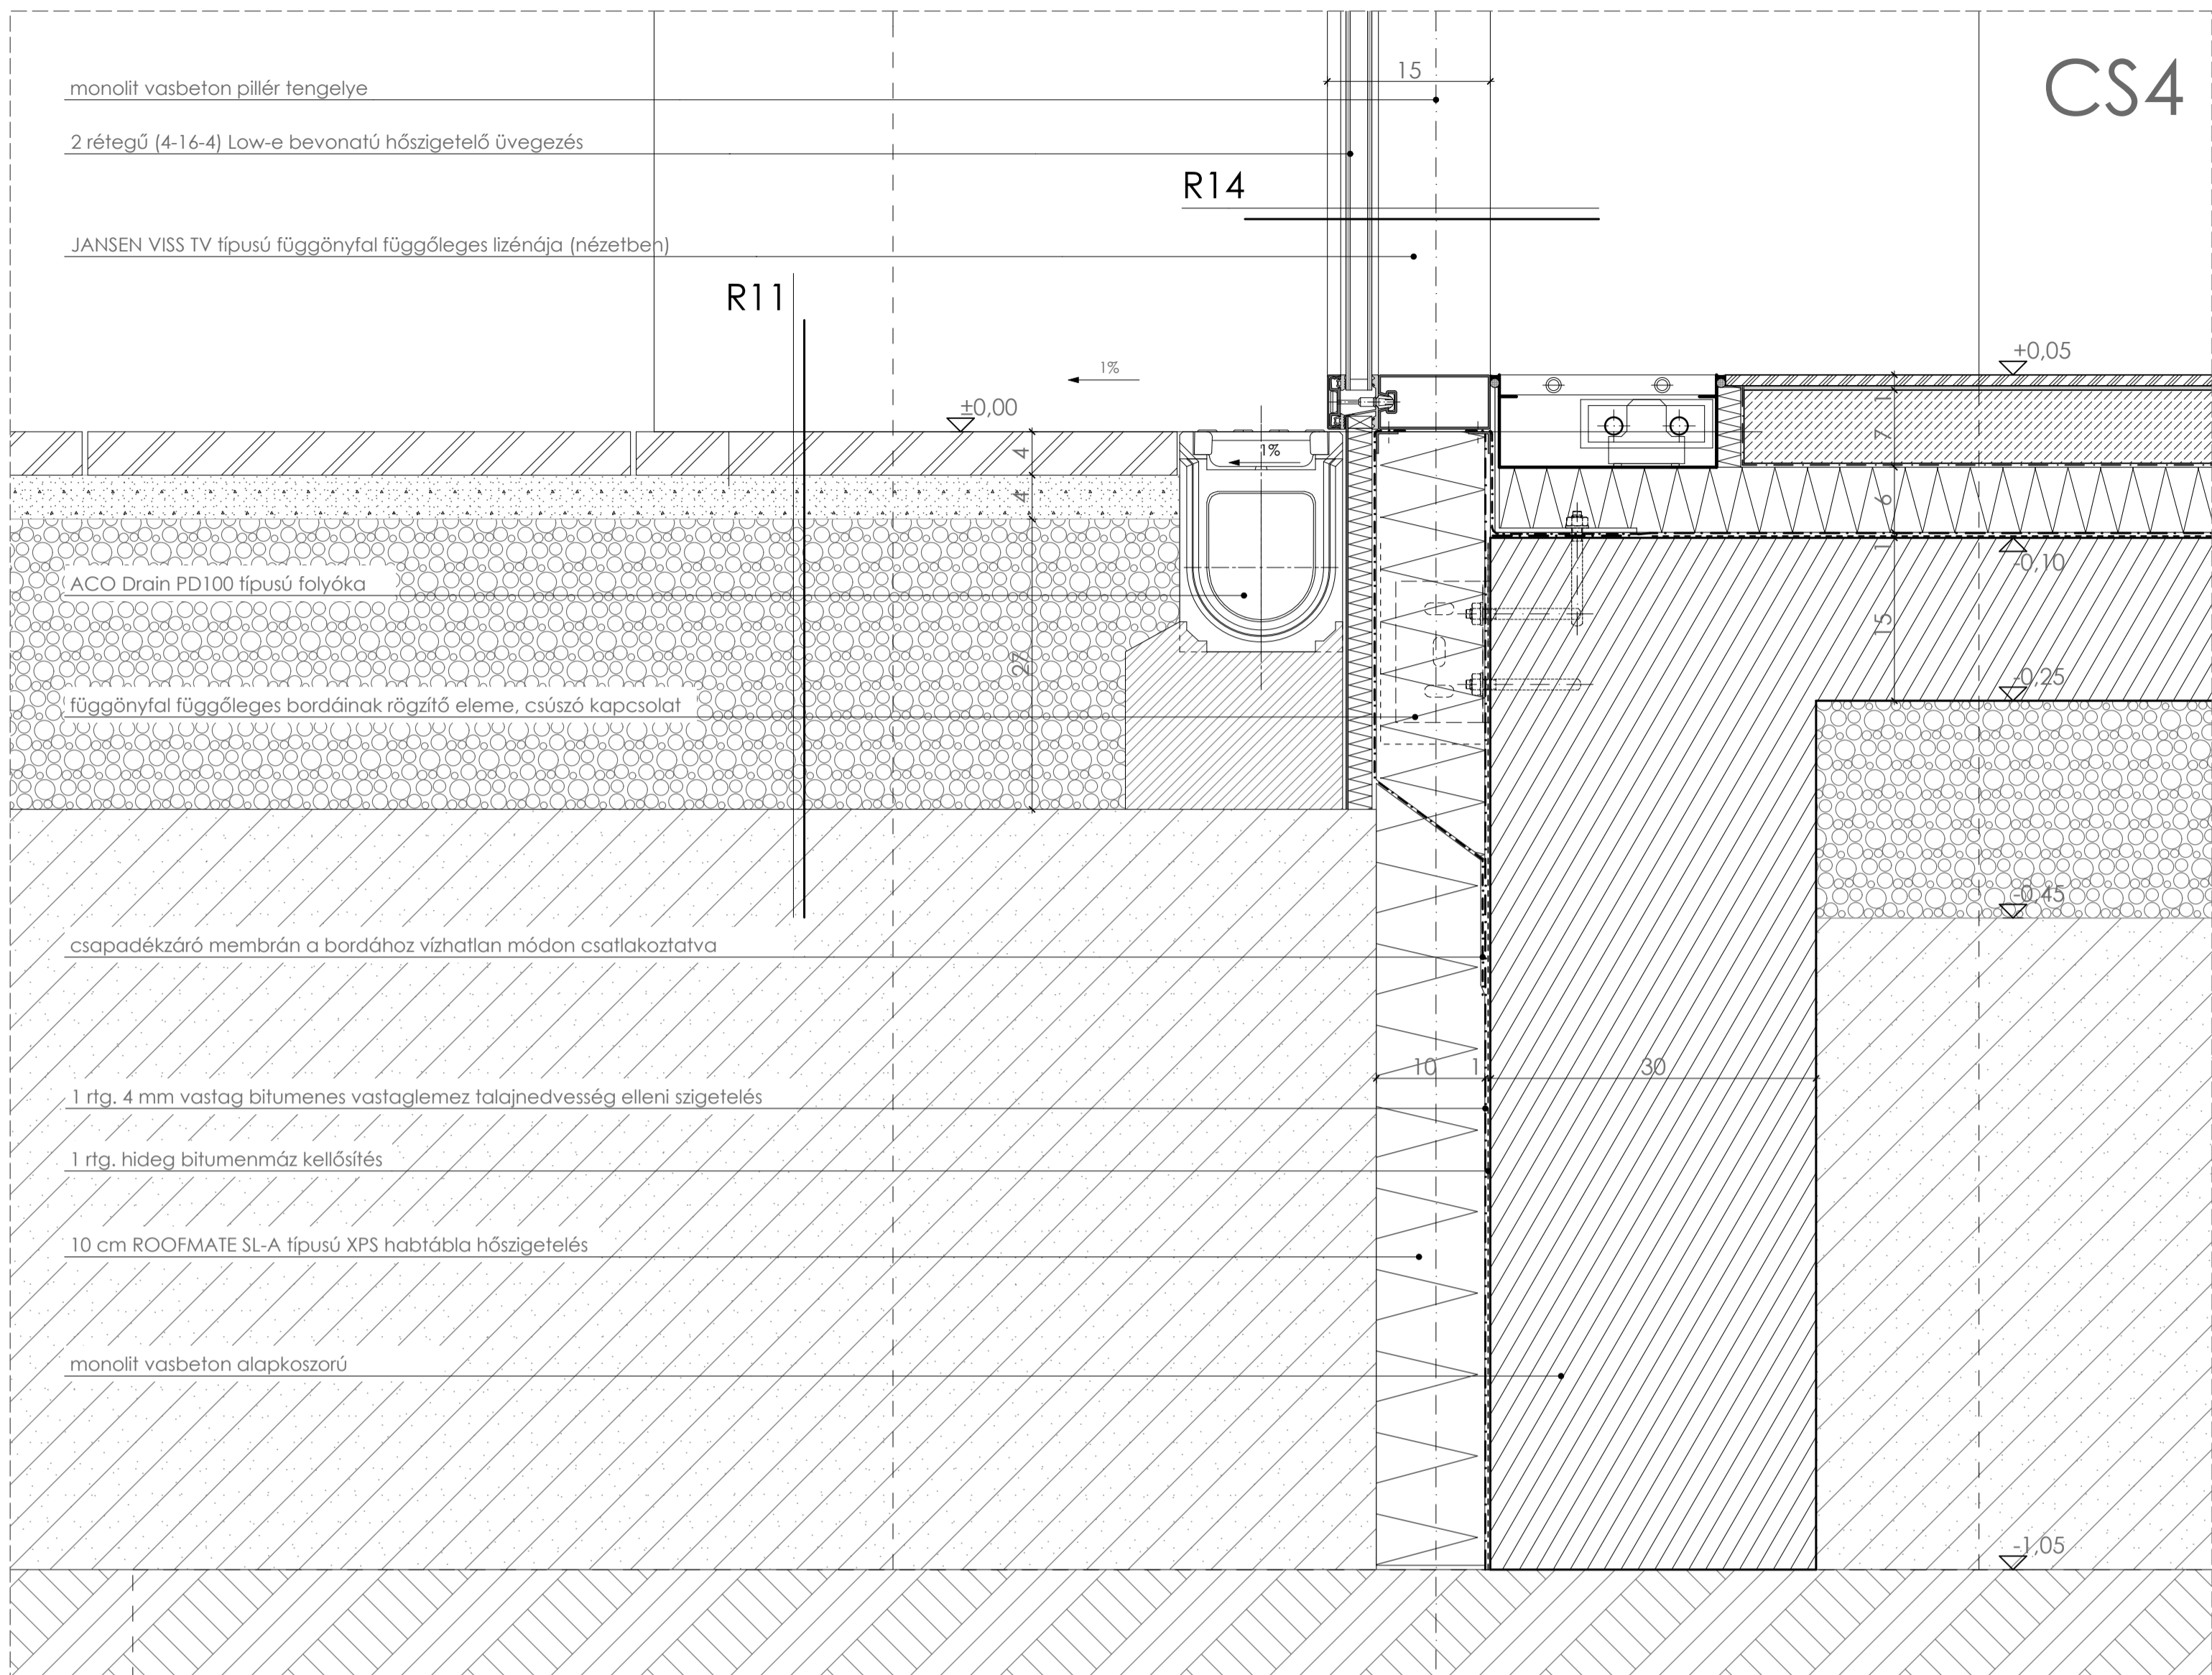 CS4
monolit vasbeton pillér tengelye
15
2 rétegű (4-16-4) Low-e bevonatú hőszigetelő üvegezés
R14
JANSEN VISS TV típusú függönyfal függőleges lizénája (nézetben)
R11
+0,05
1%
±0,00
1
7
4
1%
4
6
1
-0,10
ACO Drain PD100 típusú folyóka
15
27
-0,25
függönyfal függőleges bordáinak rögzítő eleme, csúszó kapcsolat
-0,45
csapadékzáró membrán a bordához vízhatlan módon csatlakoztatva
10 1 30
1 rtg. 4 mm vastag bitumenes vastaglemez talajnedvesség elleni szigetelés
1 rtg. hideg bitumenmáz kellősítés
10 cm ROOFMATE SL-A típusú XPS habtábla hőszigetelés
monolit vasbeton alapkoszorú
-1,05